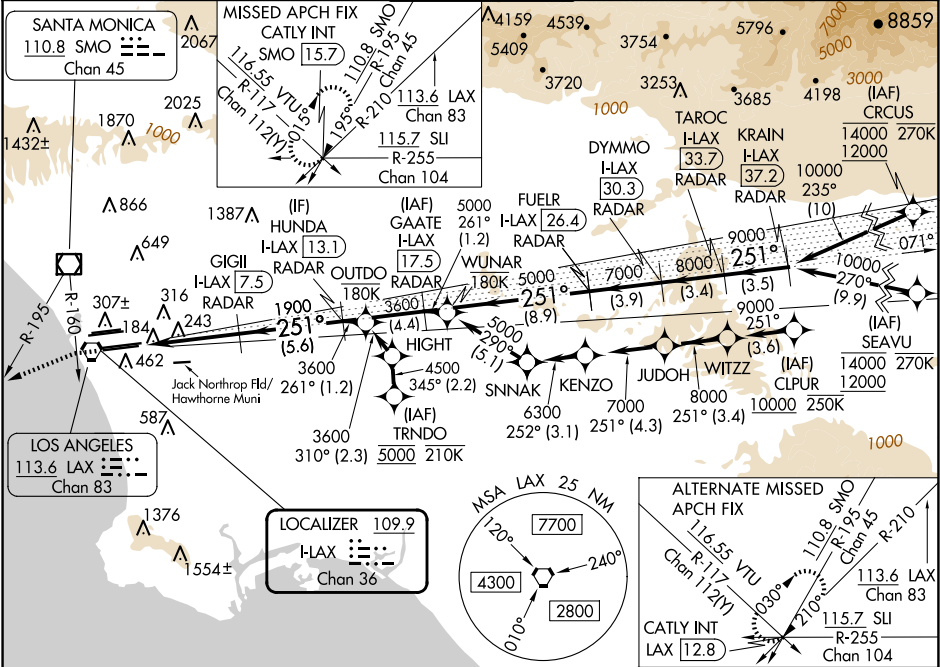 SANTA MONICA
110.8 SMO
Chan 45
2067
MISSED APCH FIX
CATLY INT
SMO 15.7
110.8 SMO
R-195
Chan 45
R-210
116.55 VTU
R-117
Chan 112(Y)
015°
195°
113.6 LAX
Chan 83
115.7 SLI
R-255
Chan 104
4159
4539
5409
3720
3754
3253
5796
3685
4198
7000
5000
8859
3000
1000
1432±
1870
1000
2025
866
649
1387
307±
316
184
243
462
587
1376
1554±
(IAF)
CRCUS
14000 270K
12000
TAROC
I-LAX
33.7
RADAR
KRAIN
I-LAX
37.2
RADAR
10000
235°
(10)
DYMMO
I-LAX
30.3
RADAR
FUELR
I-LAX 26.4
RADAR
(IAF)
GAATE
I-LAX
17.5
RADAR
5000
261°
(1.2)
WUNAR
180K
(IF)
HUNDA
I-LAX 13.1
RADAR
OUTDO
180K
GIGII
I-LAX 7.5
RADAR
1900
251°
(5.6)
3600
(4.4)
5000
251°
(8.9)
7000
(3.9)
8000
(3.4)
9000
251°
(3.5)
071°
10000
270°
(9.9)
(IAF)
SEAVU
14000 270K
12000
9000
251°
(3.6)
(IAF)
CLPUR
10000 250K
WITZZ
8000
251° (3.4)
JUDOH
7000
251° (4.3)
KENZO
6300
252° (3.1)
SNNAK
5000
290°
(5.1)
HIGHT
4500
345° (2.2)
(IAF)
TRNDO
5000 210K
3600
261° (1.2)
3600
310° (2.3)
R-195
R-160
Jack Northrop Fld/
Hawthorne Muni
LOS ANGELES
113.6 LAX
Chan 83
LOCALIZER 109.9
I-LAX
Chan 36
MSA LAX 25 NM
120°
7700
240°
4300
2800
010°
1000
ALTERNATE MISSED
APCH FIX
116.55 VTU
R-117
Chan 112(Y)
110.8 SMO
R-195
Chan 45
R-210
030°
210°
113.6 LAX
Chan 83
CATLY INT
LAX 12.8
115.7 SLI
R-255
Chan 104